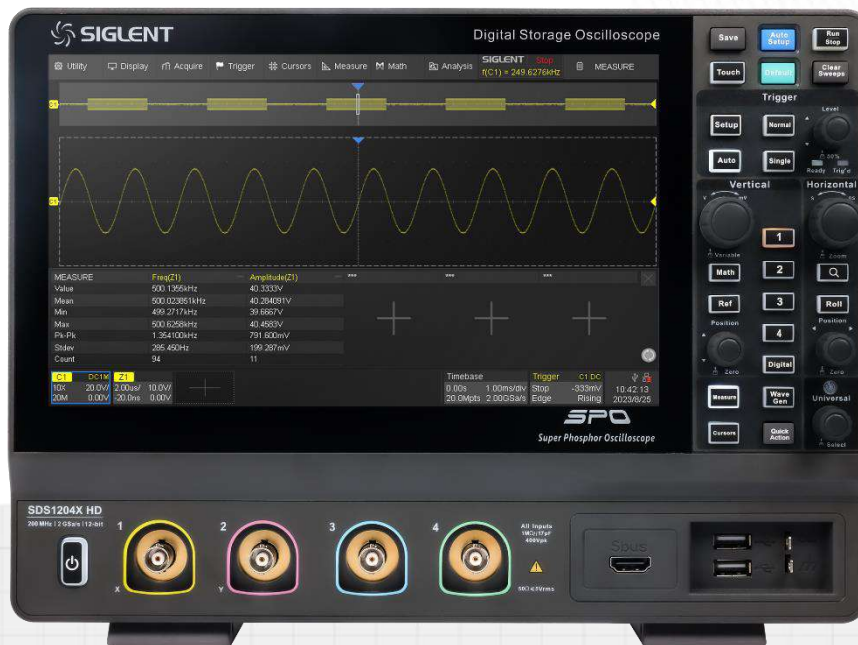 SIGLENT
Digital Storage Oscilloscope
Utility Display Acquire Trigger Cursors Measure Math Analysis
SIGLENT Stop
f(C1) = 249.6276kHz
MEASURE
C1
C1
MEASURE Freq(Z1) Amplitude(Z1) *** *** ***
Value 500.1355kHz 40.3333V
Mean 500.023851kHz 40.284091V
Min 499.2717kHz 39.6667V
Max 500.6258kHz 40.4583V
Pk-Pk 1.354100kHz 791.600mV
Stdev 285.450Hz 199.287mV
Count 94 11
C1 DC1M
10X 20.0V/
20M 0.00V
Z1
2.00us/ 10.0V/
-20.0ns 0.00V
Timebase
0.00s 1.00ms/div
20.0Mpts 2.00GSa/s
Trigger C1 DC
Stop -333mV
Edge Rising
10:42:13
2023/8/25
SPO
Super Phosphor Oscilloscope
Save
Auto Setup
Run Stop
Touch
Default
Clear Sweeps
Trigger
Setup
Normal
Level
Auto
Single
50%
Ready Trig'd
Vertical
Horizontal
V mV
s ns
Variable
Zoom
1
Math
2
Ref
3
Roll
Position
4
Position
Zero
Digital
Zero
Measure
Wave Gen
Universal
Cursors
Quick Action
Select
SDS1204X HD
200 MHz | 2 GSa/s | 12-bit
1
2
3
4
X
Y
All Inputs
1MΩ//17pF
400Vpk
50Ω≤5Vrms
Sbus